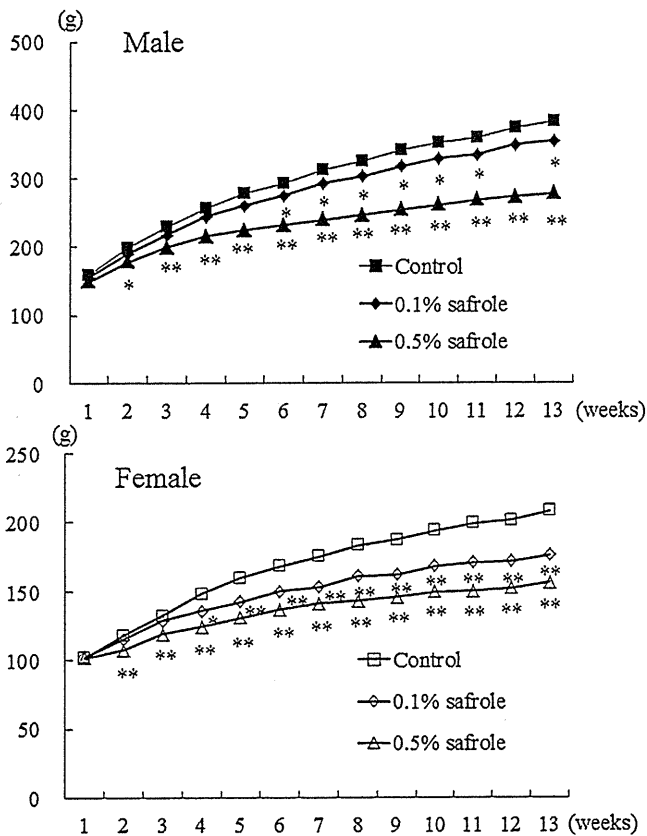 (g)
500
Male
400
300
* * * * * * *
200
** ** ** ** ** ** ** ** ** ** **
*
Control
100
0.1% safrole
0.5% safrole
0
1 2 3 4 5 6 7 8 9 10 11 12 13 (weeks)
(g)
250
Female
200
150
* ** ** ** ** ** ** ** ** **
** ** ** ** ** ** ** ** ** ** ** **
100
Control
0.1% safrole
50
0.5% safrole
0
1 2 3 4 5 6 7 8 9 10 11 12 13 (weeks)